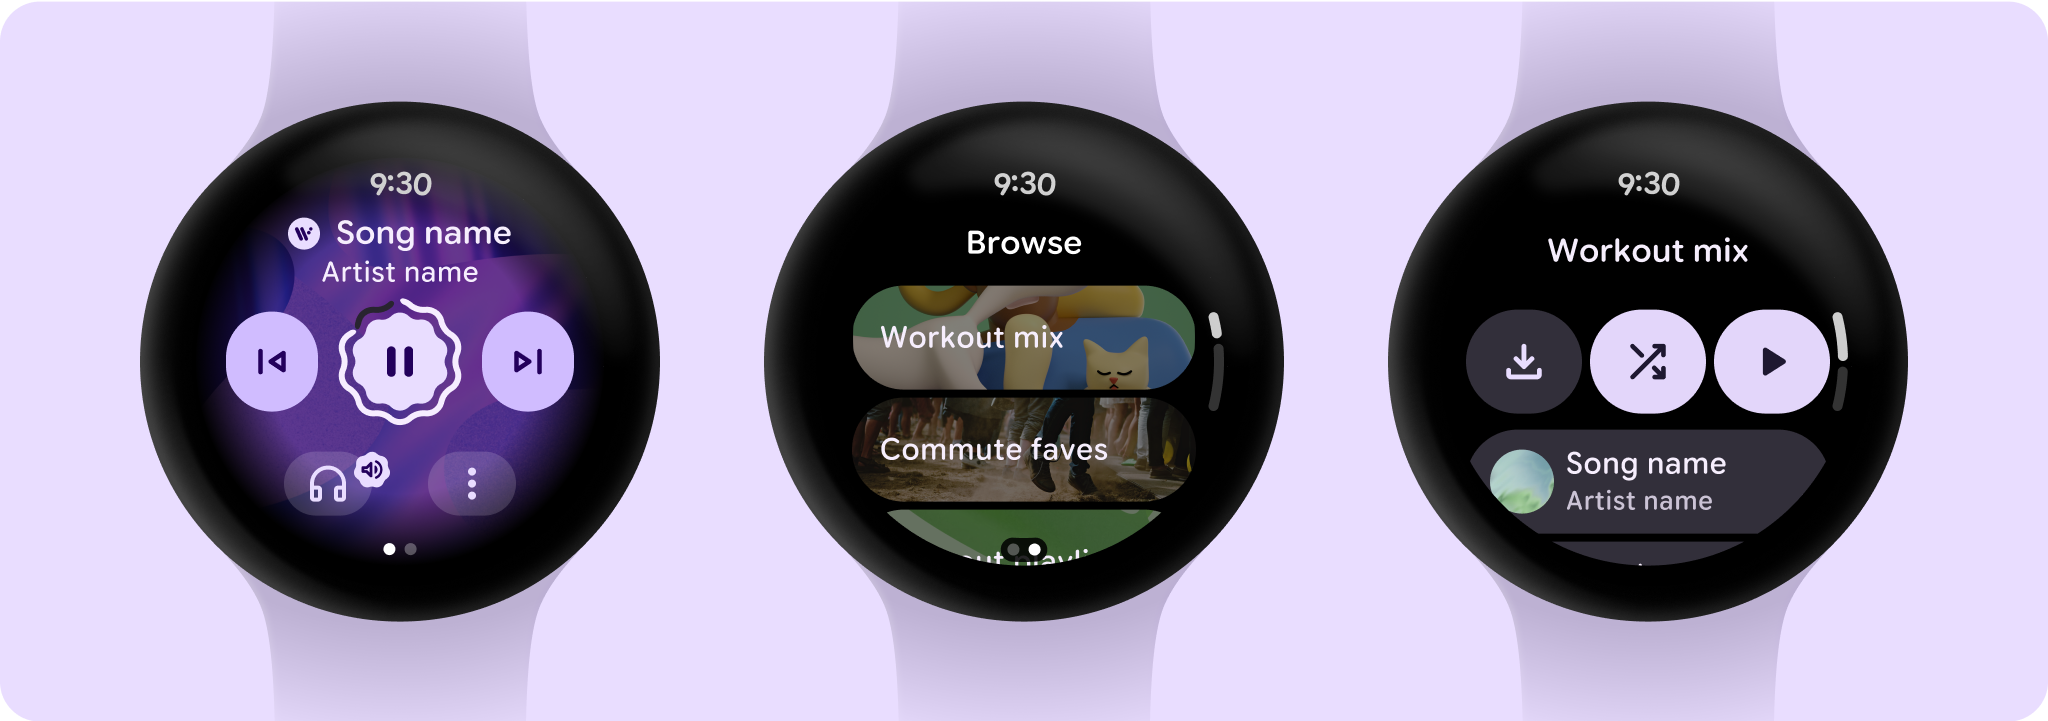 9:30
Song name
Artist name
9:30
Browse
Workout mix
Commute faves
9:30
Workout mix
Song name
Artist name